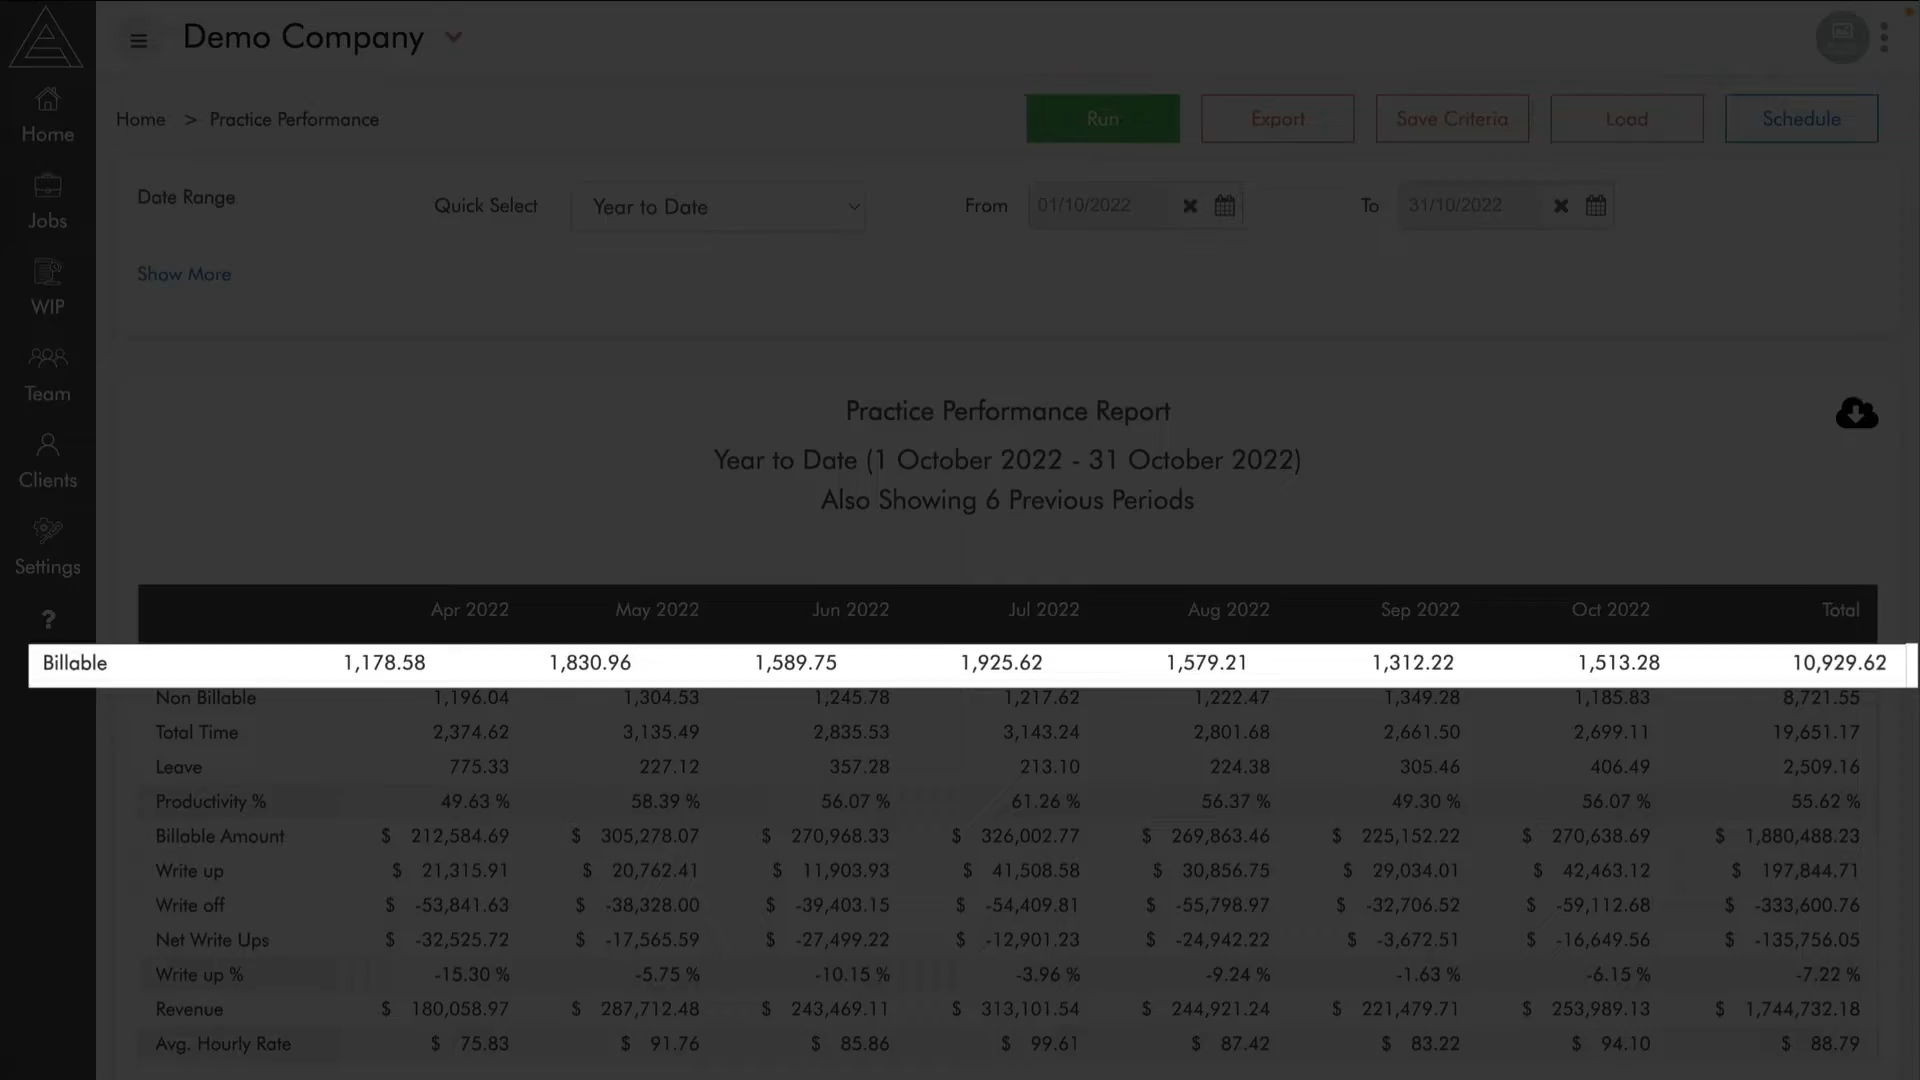 Demo Company
Home
Jobs
WIP
Team
Clients
Settings
?
Home > Practice Performance
Run
Export
Save Criteria
Load
Schedule
Date Range
Quick Select
Year to Date
From
01/10/2022
To
31/10/2022
Show More
Practice Performance Report
Year to Date (1 October 2022 - 31 October 2022)
Also Showing 6 Previous Periods
Apr 2022 May 2022 Jun 2022 Jul 2022 Aug 2022 Sep 2022 Oct 2022 Total
Billable 1,178.58 1,830.96 1,589.75 1,925.62 1,579.21 1,312.22 1,513.28 10,929.62
Non Billable 1,196.04 1,304.53 1,245.78 1,217.62 1,222.47 1,349.28 1,185.83 8,721.55
Total Time 2,374.62 3,135.49 2,835.53 3,143.24 2,801.68 2,661.50 2,699.11 19,651.17
Leave 775.33 227.12 357.28 213.10 224.38 305.46 406.49 2,509.16
Productivity % 49.63 % 58.39 % 56.07 % 61.26 % 56.37 % 49.30 % 56.07 % 55.62 %
Billable Amount $ 212,584.69 $ 305,278.07 $ 270,968.33 $ 326,002.77 $ 269,863.46 $ 225,152.22 $ 270,638.69 $ 1,880,488.23
Write up $ 21,315.91 $ 20,762.41 $ 11,903.93 $ 41,508.58 $ 30,856.75 $ 29,034.01 $ 42,463.12 $ 197,844.71
Write off $ -53,841.63 $ -38,328.00 $ -39,403.15 $ -54,409.81 $ -55,798.97 $ -32,706.52 $ -59,112.68 $ -333,600.76
Net Write Ups $ -32,525.72 $ -17,565.59 $ -27,499.22 $ -12,901.23 $ -24,942.22 $ -3,672.51 $ -16,649.56 $ -135,756.05
Write up % -15.30 % -5.75 % -10.15 % -3.96 % -9.24 % -1.63 % -6.15 % -7.22 %
Revenue $ 180,058.97 $ 287,712.48 $ 243,469.11 $ 313,101.54 $ 244,921.24 $ 221,479.71 $ 253,989.13 $ 1,744,732.18
Avg. Hourly Rate $ 75.83 $ 91.76 $ 85.86 $ 99.61 $ 87.42 $ 83.22 $ 94.10 $ 88.79